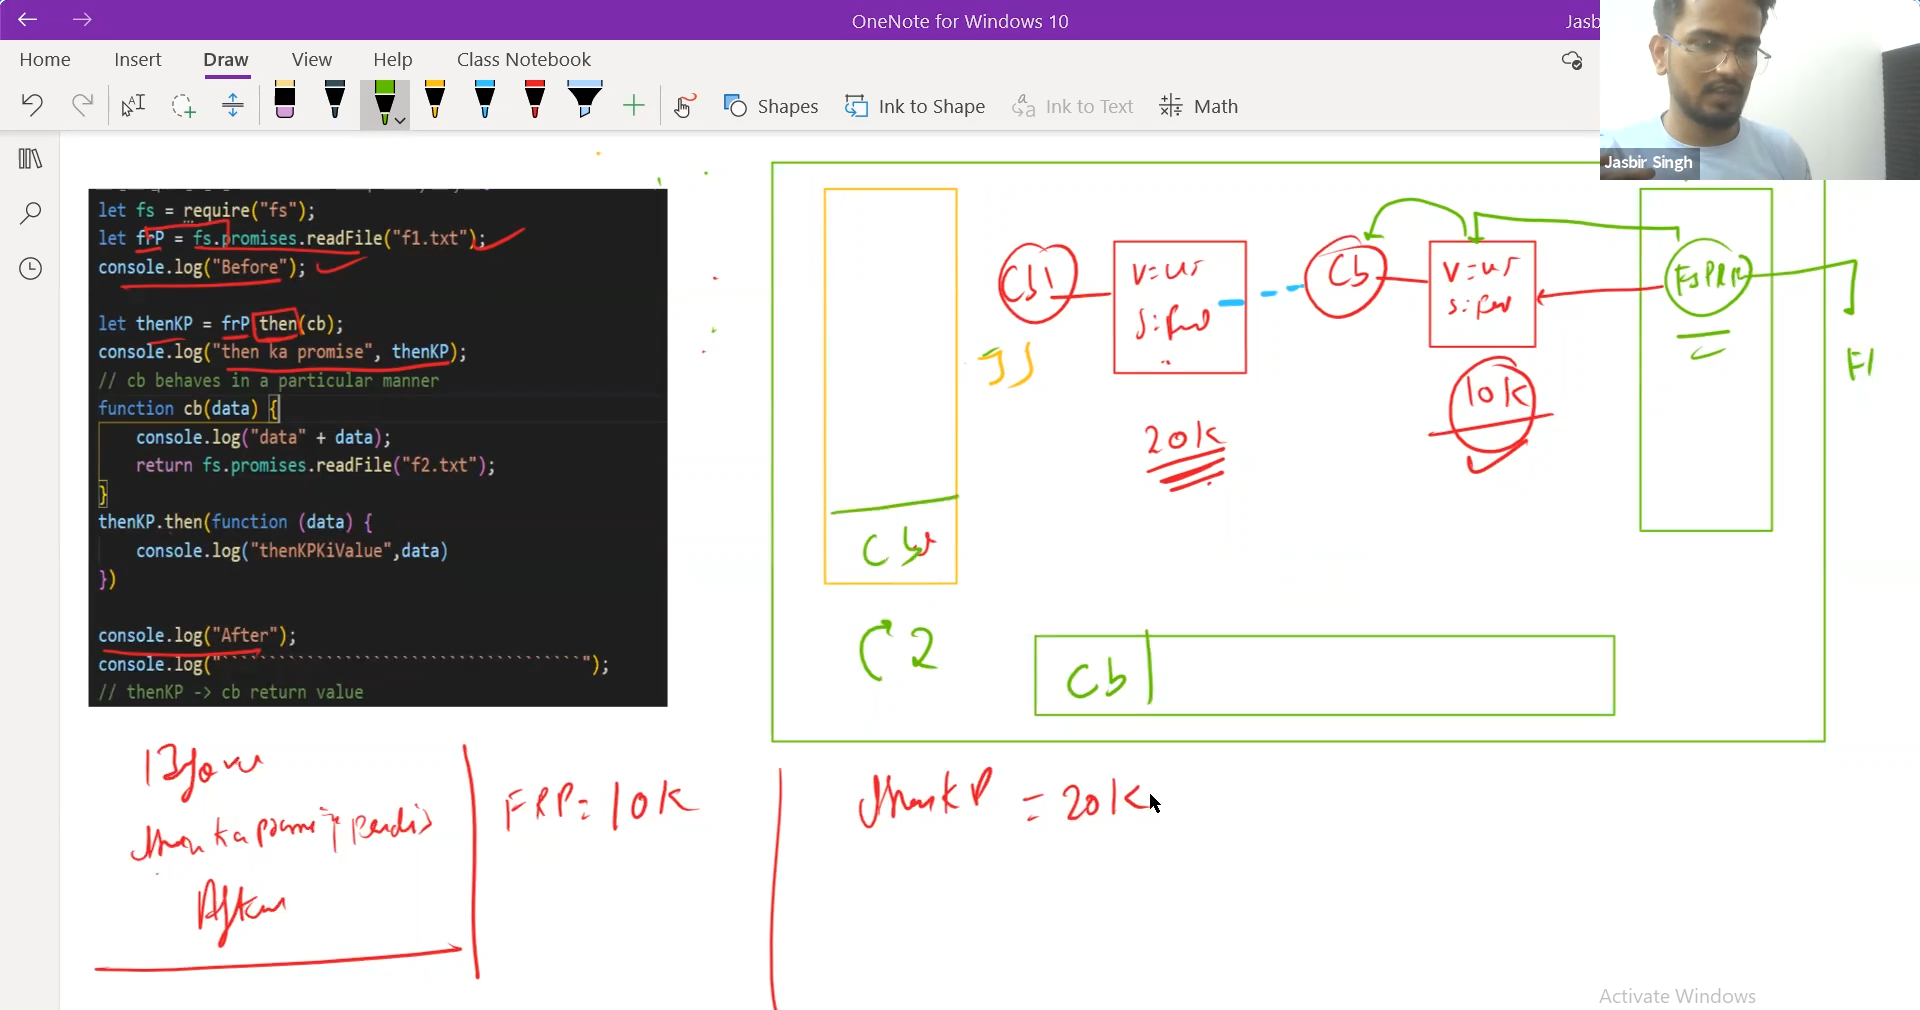 OneNote for Windows 10
Jasb
Home Insert Draw View Help Class Notebook
Shapes Ink to Shape Ink to Text Math
Jasbir Singh
let fs = require("fs");
let frP = fs.promises.readFile("f1.txt");
console.log("Before");
let thenKP = frP.then(cb);
console.log("then ka promise", thenKP);
// cb behaves in a particular manner
function cb(data) {
console.log("data" + data);
return fs.promises.readFile("f2.txt");
}
thenKP.then(function (data) {
console.log("thenKPKiValue",data)
})
console.log("After");
console.log("```````````````````````````````````");
// thenKP -> cb return value
Cb1
V=
S:
Cb
V=
S:
JS
20K
10K
F1
Cb
Cb
Before
then ka
After
FRP= 10K
thenKP = 20K
Activate Windows